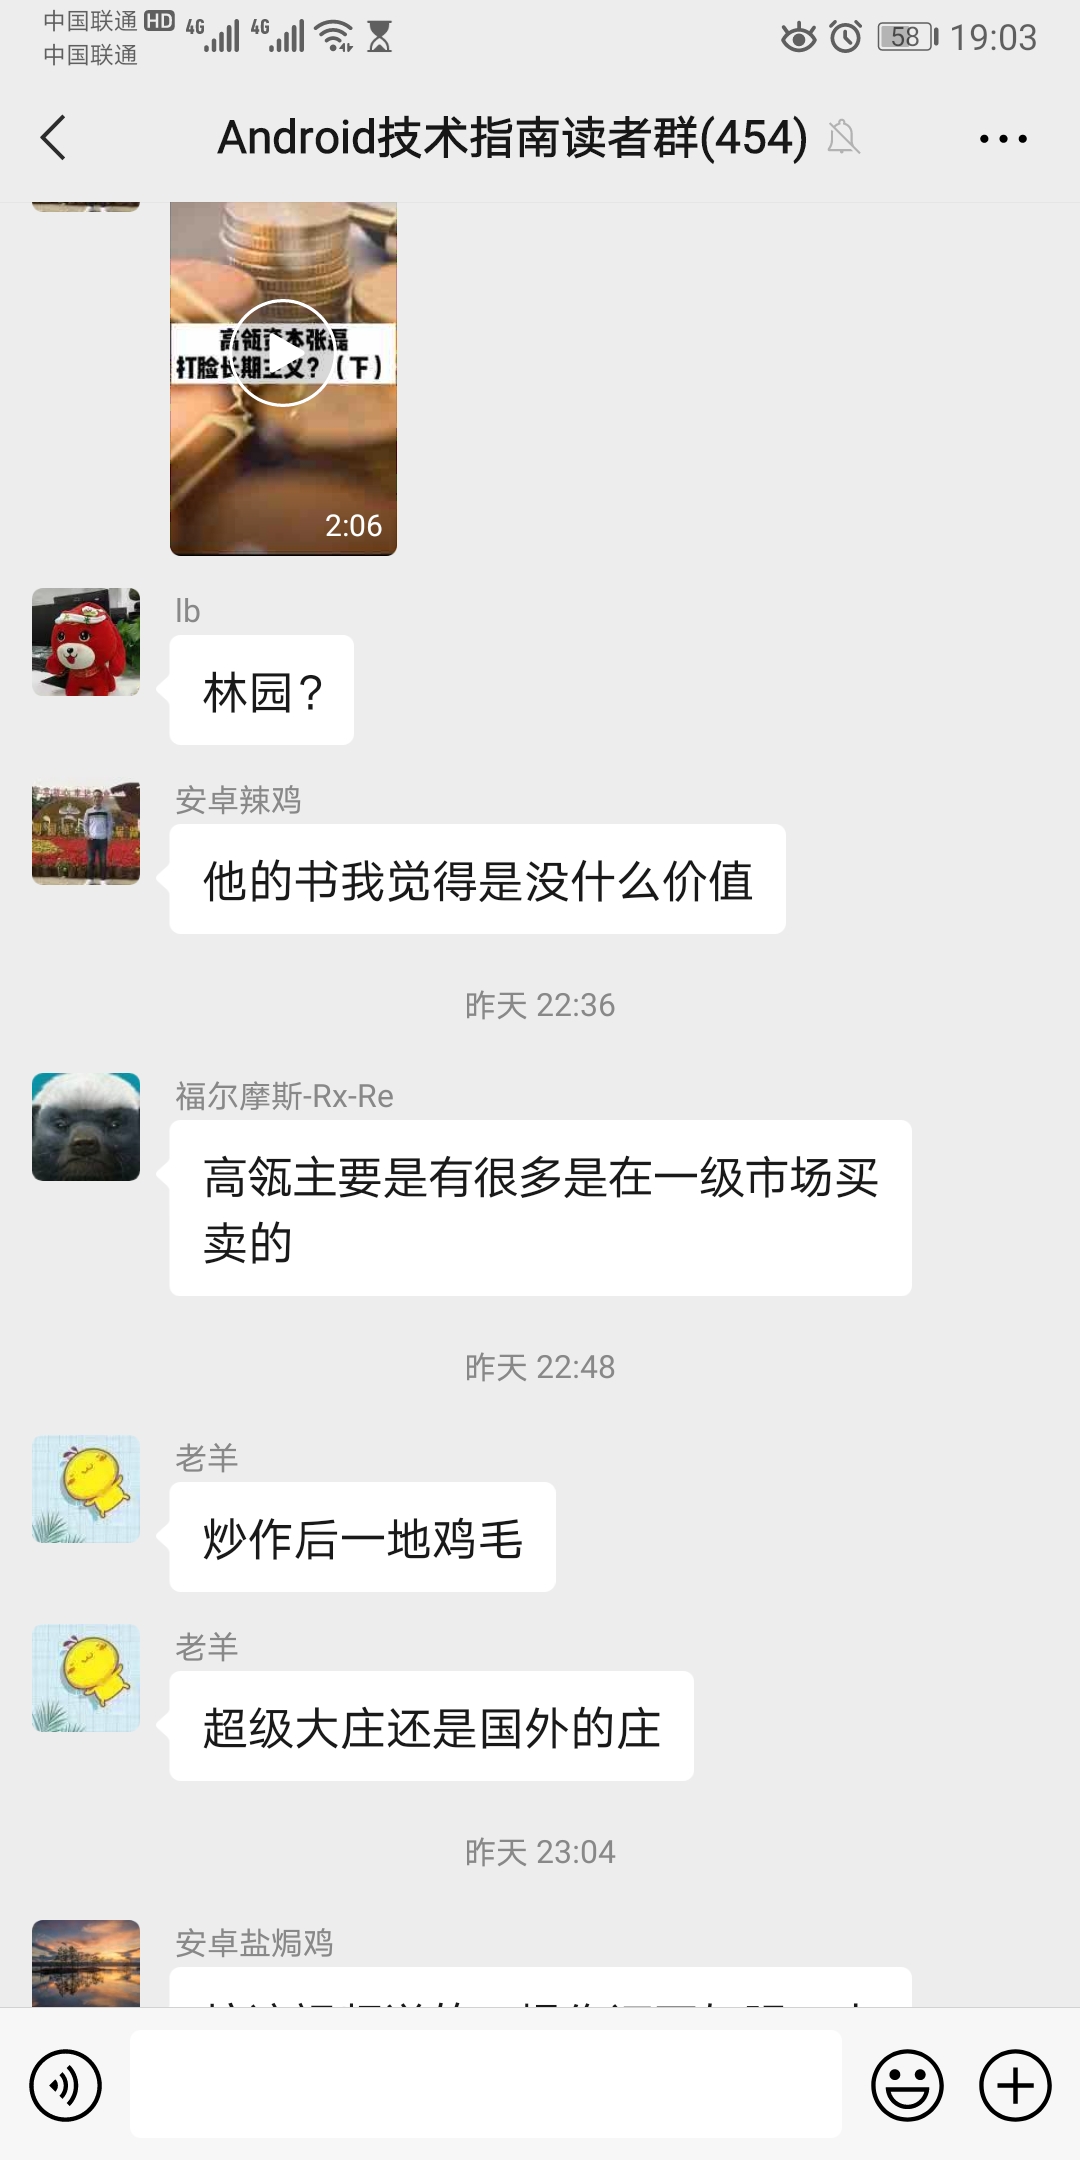 中国联通 HD 4G 4G 58 19:03
中国联通
Android技术指南读者群(454)
高瓴资本张磊
打脸长期主义？（下）
2:06
lb
林园？
安卓辣鸡
他的书我觉得是没什么价值
昨天 22:36
福尔摩斯-Rx-Re
高瓴主要是有很多是在一级市场买
卖的
昨天 22:48
老羊
炒作后一地鸡毛
老羊
超级大庄还是国外的庄
昨天 23:04
安卓盐焗鸡